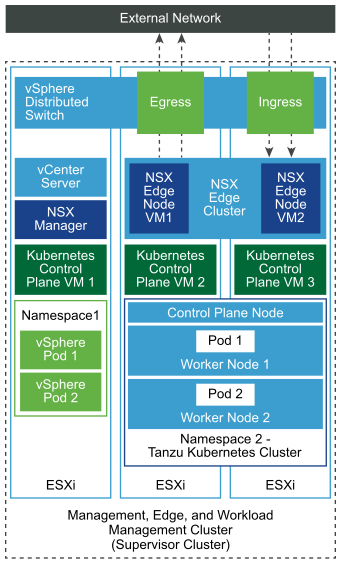 External Network
vSphere
Distributed
Switch
Egress
Ingress
vCenter
Server
NSX
Manager
NSX
Edge
Node
VM1
NSX
Edge
Cluster
NSX
Edge
Node
VM2
Kubernetes
Control
Plane VM 1
Kubernetes
Control
Plane VM 2
Kubernetes
Control
Plane VM 3
Namespace1
vSphere
Pod 1
vSphere
Pod 2
Control Plane Node
Pod 1
Worker Node 1
Pod 2
Worker Node 2
Namespace 2 -
Tanzu Kubernetes Cluster
ESXi
ESXi
ESXi
Management, Edge, and Workload
Management Cluster
(Supervisor Cluster)